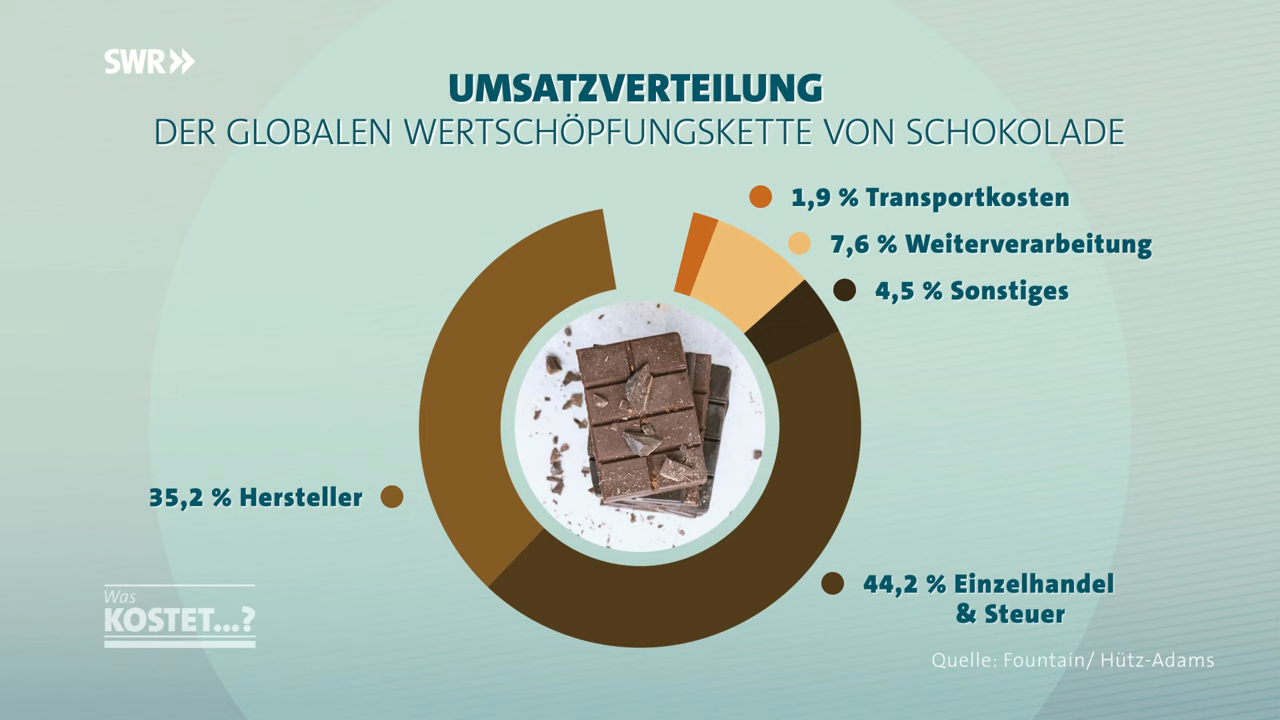 SWR
UMSATZVERTEILUNG
DER GLOBALEN WERTSCHÖPFUNGSKETTE VON SCHOKOLADE
1,9 % Transportkosten
7,6 % Weiterverarbeitung
4,5 % Sonstiges
35,2 % Hersteller
44,2 % Einzelhandel
& Steuer
Was
KOSTET...?
Quelle: Fountain/ Hütz-Adams